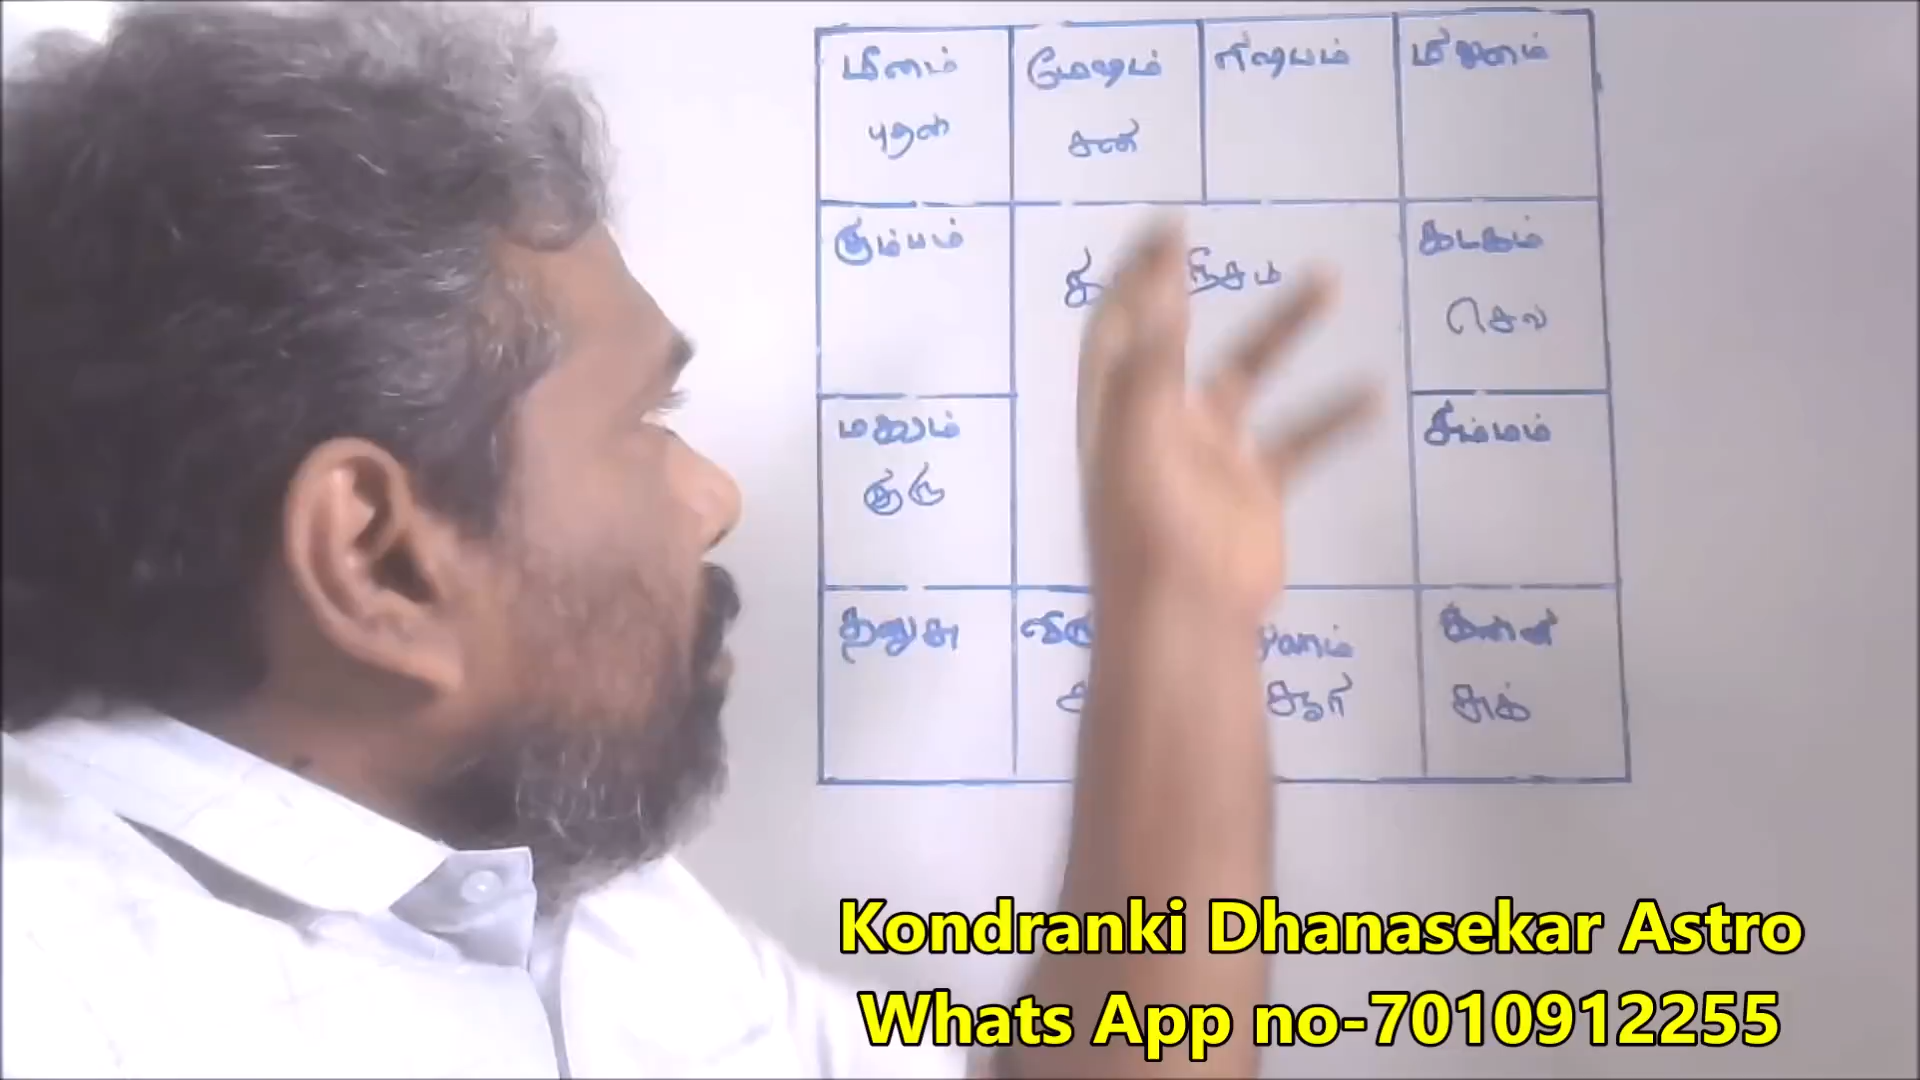 மீனம் மேஷம் ரிஷபம் மிதுனம்
புதன் சனி
கும்பம் கடகம்
நீசம் செவ்
மகரம் சிம்மம்
குரு
தனுசு கன்னி
சூரி சுக்
Kondranki Dhanasekar Astro
Whats App no-7010912255